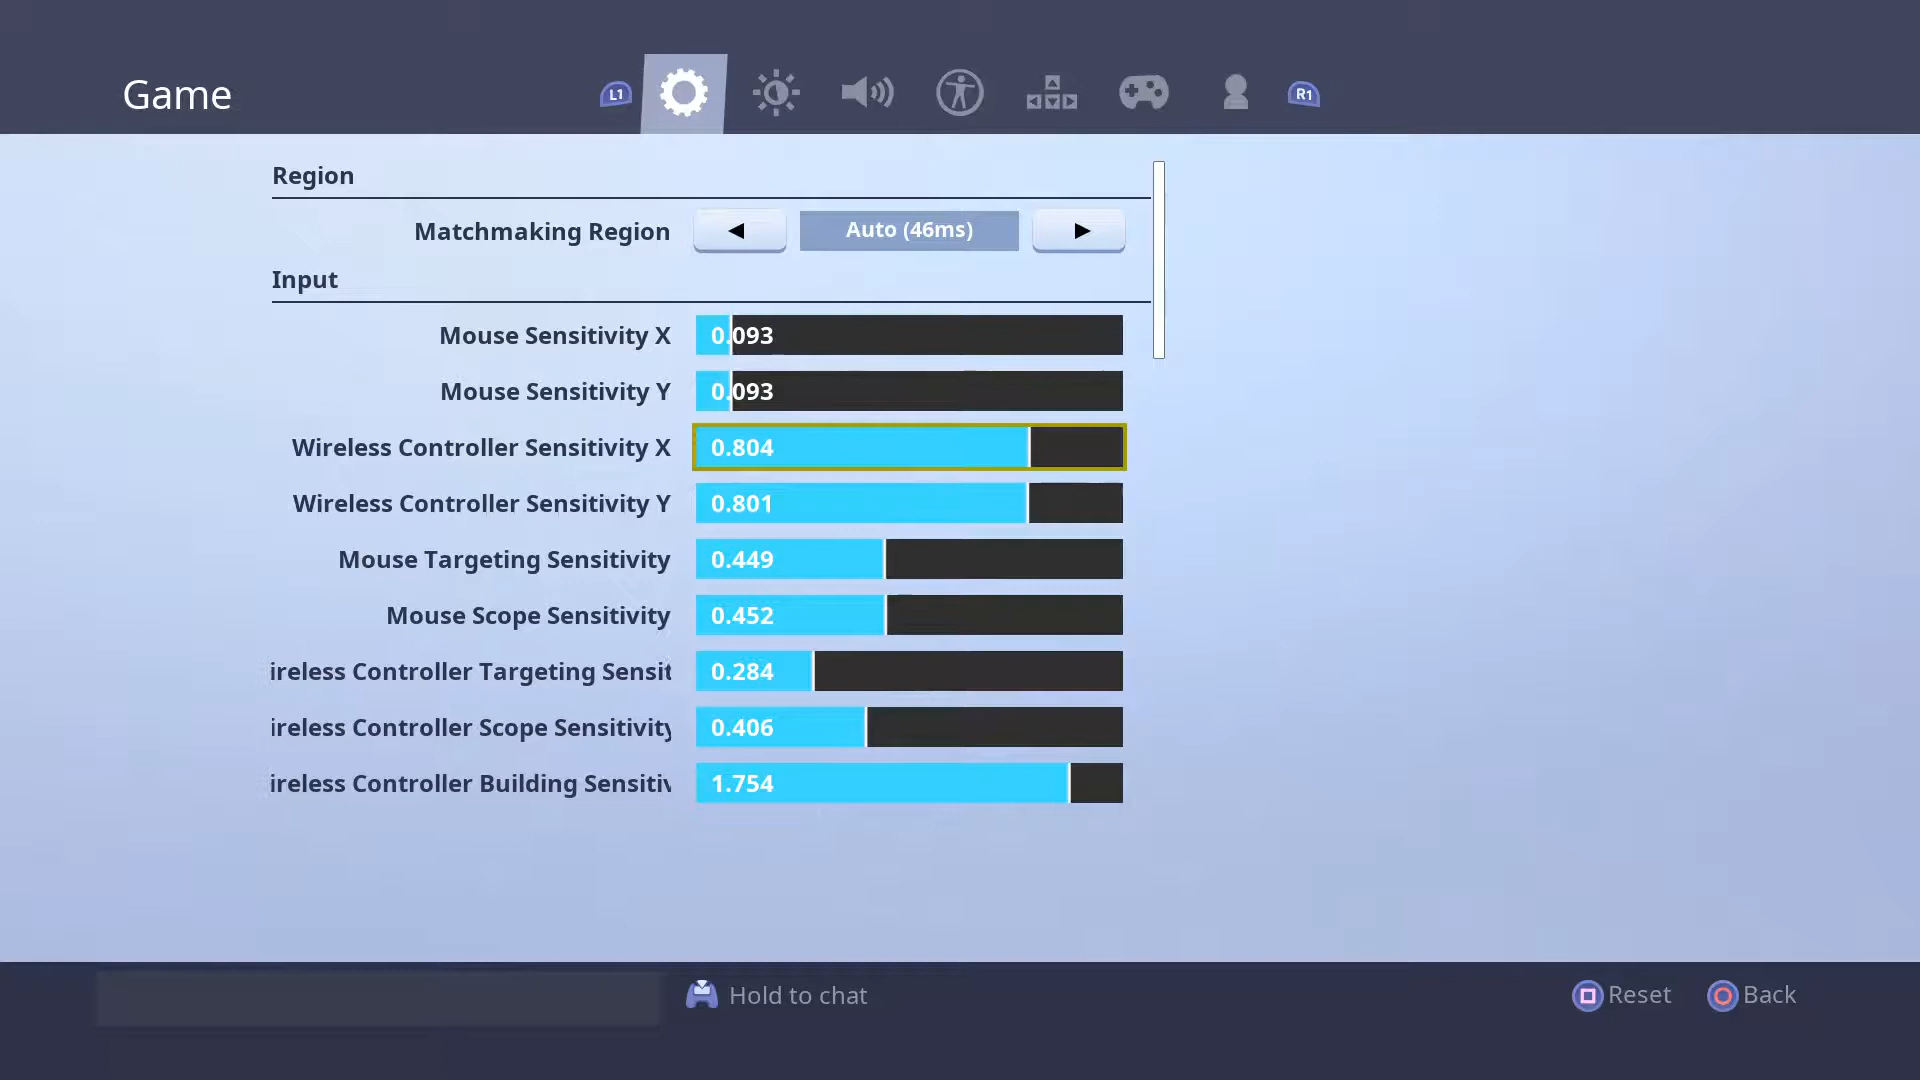 Game
L1
R1
Region
Matchmaking Region
Auto (46ms)
Input
Mouse Sensitivity X
0.093
Mouse Sensitivity Y
0.093
Wireless Controller Sensitivity X
0.804
Wireless Controller Sensitivity Y
0.801
Mouse Targeting Sensitivity
0.449
Mouse Scope Sensitivity
0.452
ireless Controller Targeting Sensit
0.284
ireless Controller Scope Sensitivity
0.406
ireless Controller Building Sensitiv
1.754
Hold to chat
Reset
Back